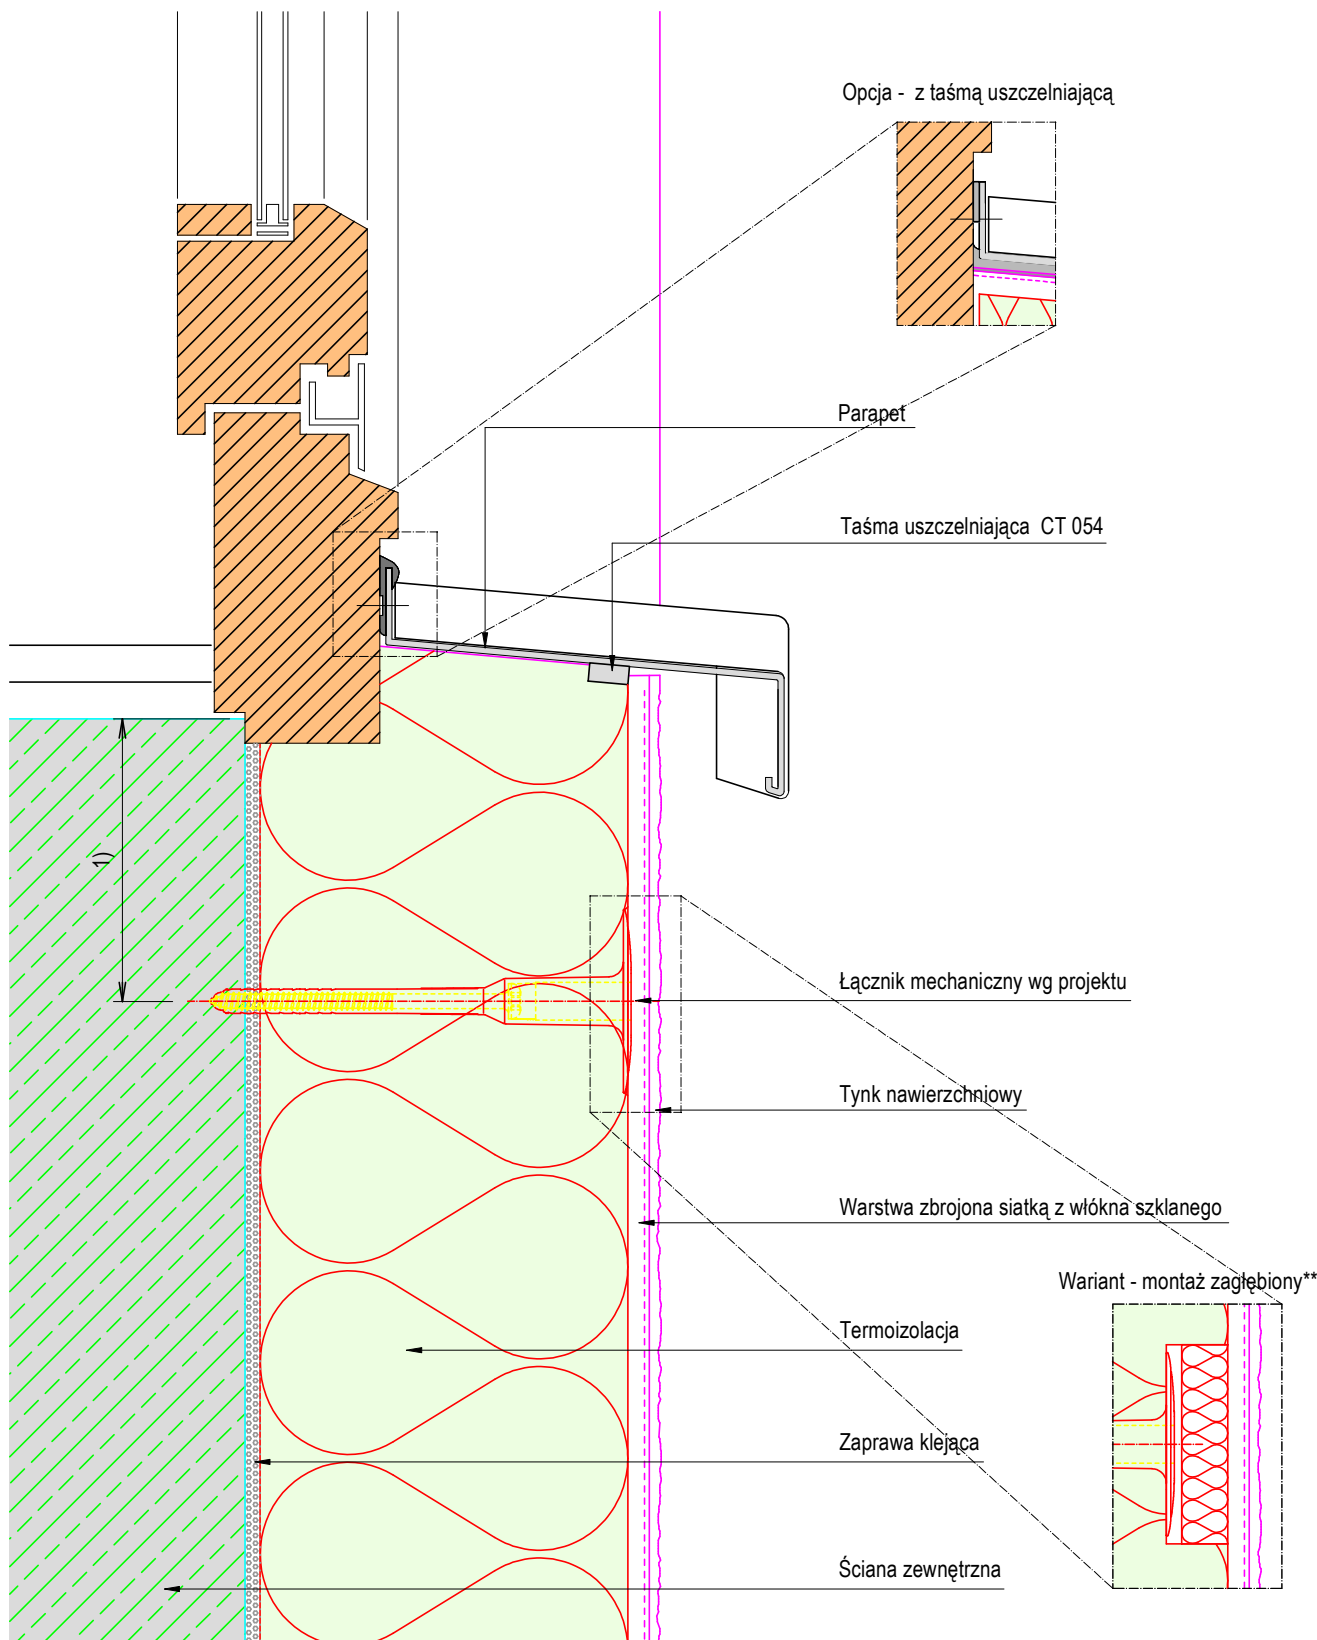 Opcja - z taśmą uszczelniającą
Parapet
Taśma uszczelniająca CT 054
1)
Łącznik mechaniczny wg projektu
Tynk nawierzchniowy
Warstwa zbrojona siatką z włókna szklanego
Wariant - montaż zagłębiony**
Termoizolacja
Zaprawa klejąca
Ściana zewnętrzna